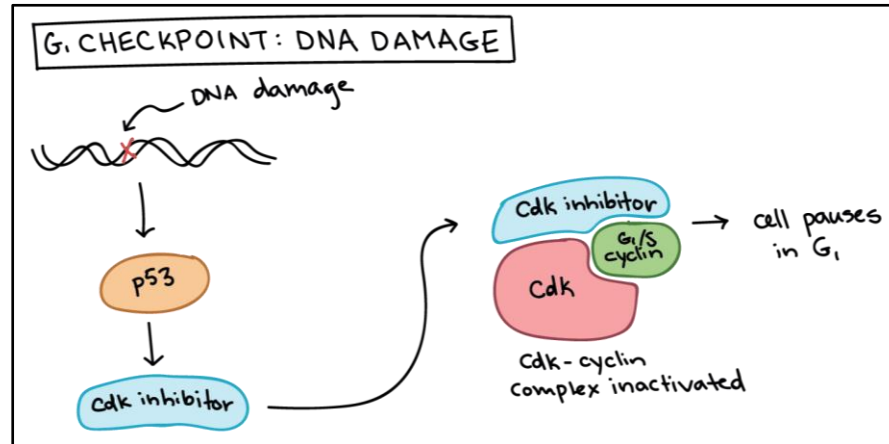 G₁ CHECKPOINT: DNA DAMAGE
DNA damage
p53
Cdk inhibitor
Cdk inhibitor
G₁/S
cyclin
Cdk
Cdk-cyclin
complex inactivated
cell pauses
in G₁